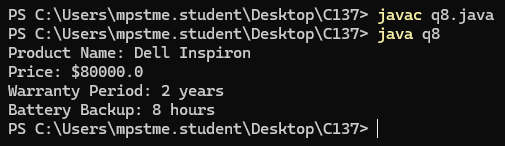 PS C:\Users\mpstme.student\Desktop\C137> javac q8.java
PS C:\Users\mpstme.student\Desktop\C137> java q8
Product Name: Dell Inspiron
Price: $80000.0
Warranty Period: 2 years
Battery Backup: 8 hours
PS C:\Users\mpstme.student\Desktop\C137>